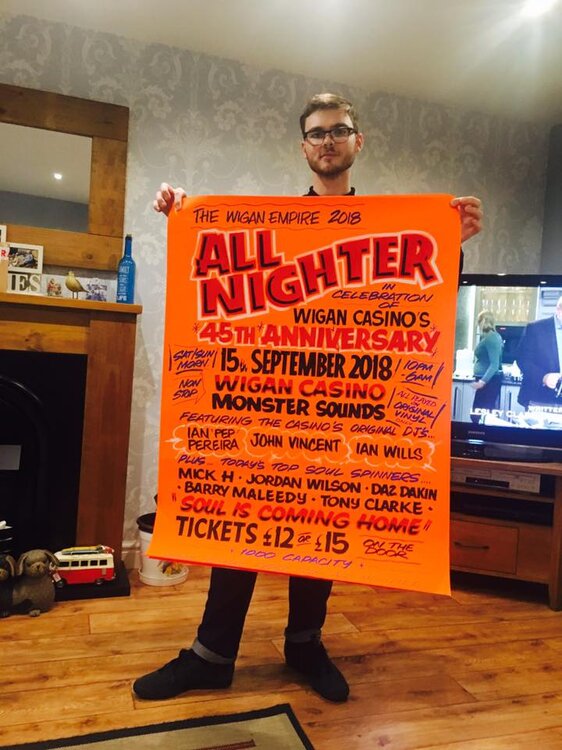 THE WIGAN EMPIRE 2018
ALL NIGHTER
IN CELEBRATION OF
WIGAN CASINO'S
45TH ANNIVERSARY
SAT/SUN MORN
15TH SEPTEMBER 2018
10PM 8AM
NON STOP
WIGAN CASINO
MONSTER SOUNDS
ALL PLAYED ON ORIGINAL VINYL
FEATURING THE CASINO'S ORIGINAL DJ'S...
IAN 'PEP' PEREIRA
JOHN VINCENT
IAN WILLS
PLUS... TODAY'S TOP SOUL SPINNERS....
MICK H · JORDAN WILSON · DAZ DAKIN
· BARRY MALEEDY · TONY CLARKE ·
"SOUL IS COMING HOME"
TICKETS £12 OR £15
ON THE DOOR
· 1000 CAPACITY ·
LESLEY